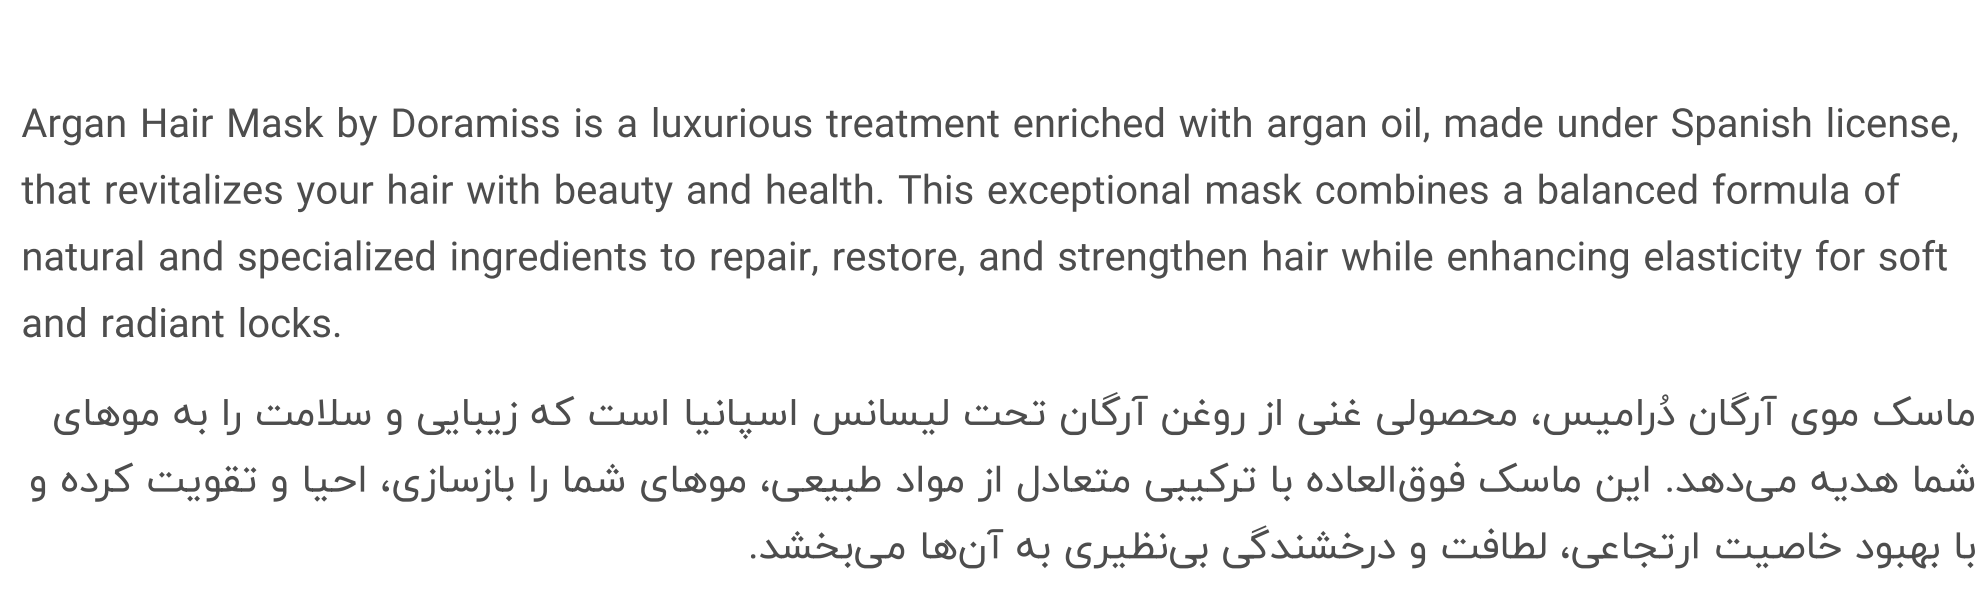 Argan Hair Mask by Doramiss is a luxurious treatment enriched with argan oil, made under Spanish license,
that revitalizes your hair with beauty and health. This exceptional mask combines a balanced formula of
natural and specialized ingredients to repair, restore, and strengthen hair while enhancing elasticity for soft
and radiant locks.
ماسک موی آرگان دُرامیس، محصولی غنی از روغن آرگان تحت لیسانس اسپانیا است که زیبایی و سلامت را به موهای
شما هدیه می‌دهد. این ماسک فوق‌العاده با ترکیبی متعادل از مواد طبیعی، موهای شما را بازسازی، احیا و تقویت کرده و
با بهبود خاصیت ارتجاعی، لطافت و درخشندگی بی‌نظیری به آن‌ها می‌بخشد.